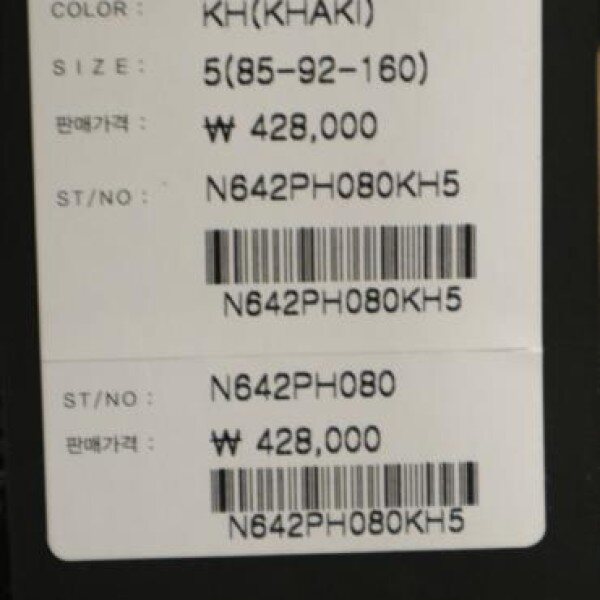 COLOR : KH(KHAKI)
SIZE : 5(85-92-160)
판매가격 : ₩ 428,000
ST/NO : N642PH080KH5
N642PH080KH5
ST/NO : N642PH080
판매가격 : ₩ 428,000
N642PH080KH5